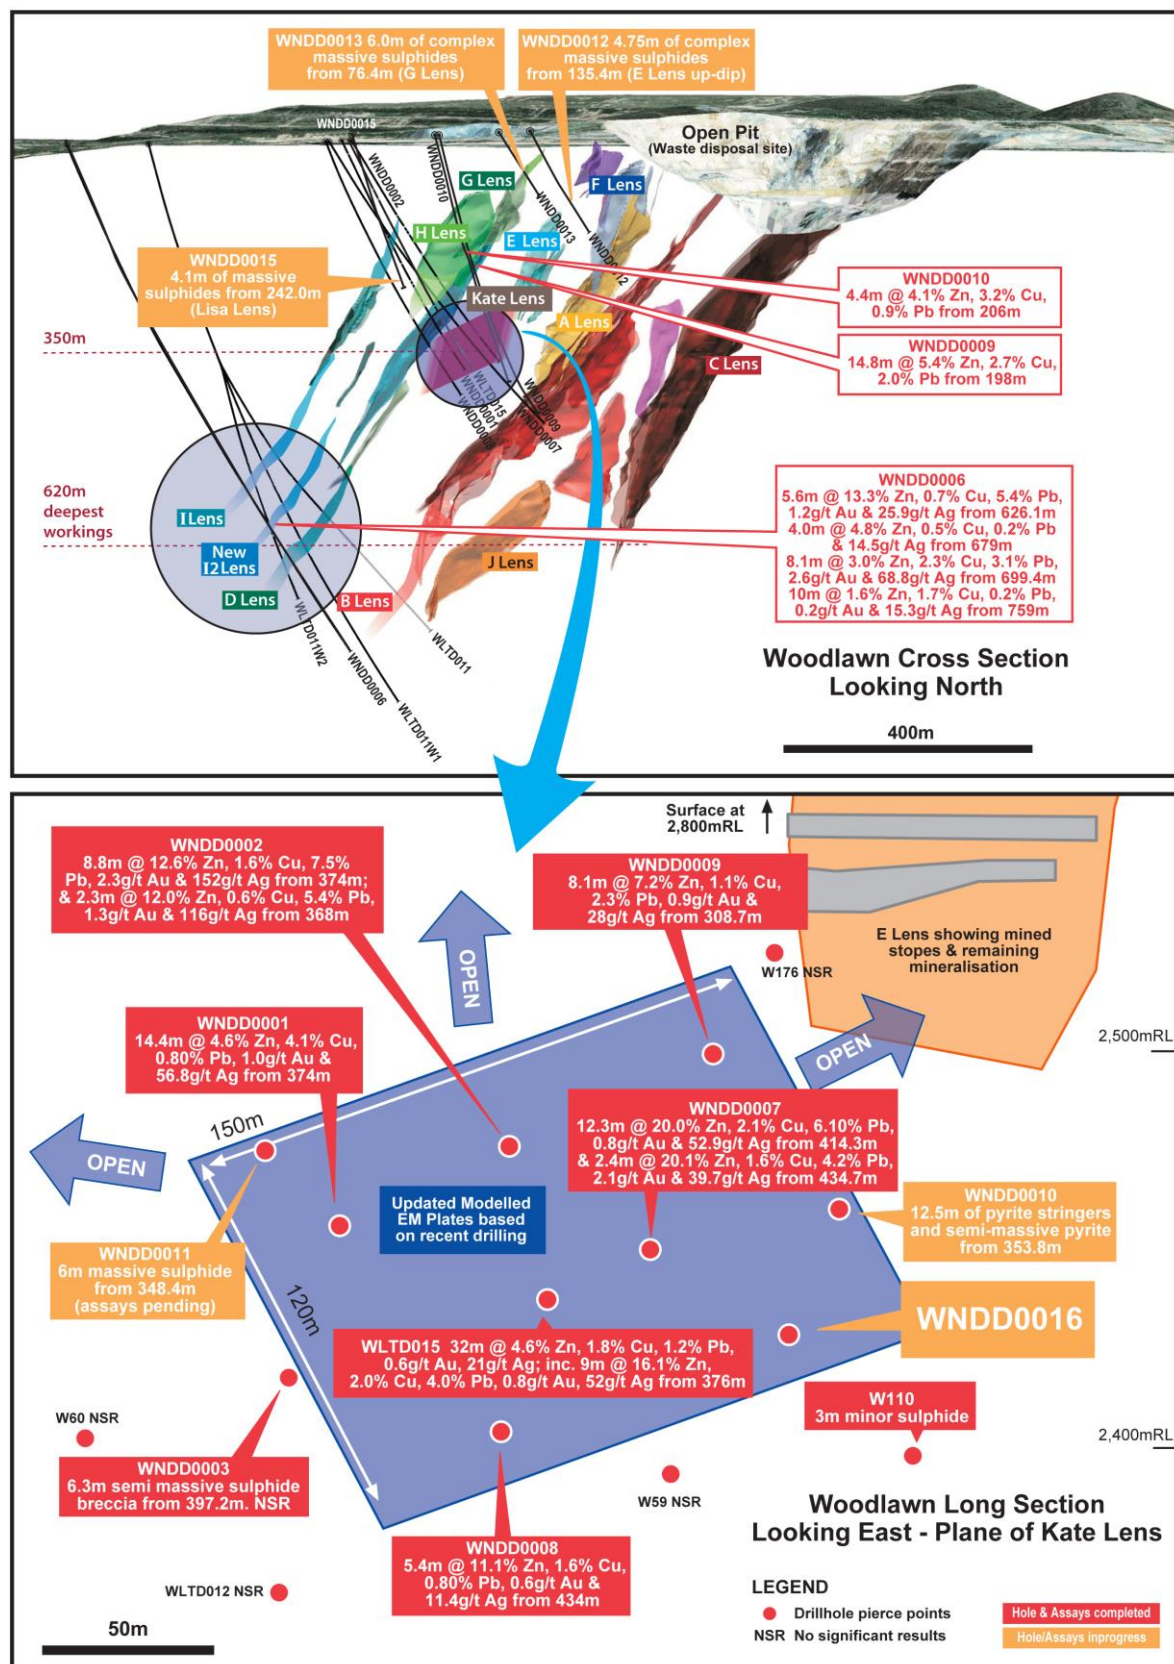 WNDD0013 6.0m of complex
massive sulphides
from 76.4m (G Lens)
WNDD0012 4.75m of complex
massive sulphides
from 135.4m (E Lens up-dip)
WNDD0015
Open Pit
(Waste disposal site)
WNDD0002
WNDD0010
G Lens
F Lens
H Lens
E Lens
WNDD0013
WNDD0012
WNDD0015
4.1m of massive
sulphides from 242.0m
(Lisa Lens)
Kate Lens
A Lens
C Lens
WNDD0010
4.4m @ 4.1% Zn, 3.2% Cu,
0.9% Pb from 206m
WNDD0009
14.8m @ 5.4% Zn, 2.7% Cu,
2.0% Pb from 198m
350m
WLTD015
WNDD0001
WNDD0008
WNDD0009
WNDD0007
620m
deepest
workings
I Lens
New
I2Lens
D Lens
B Lens
J Lens
WNDD0006
5.6m @ 13.3% Zn, 0.7% Cu, 5.4% Pb,
1.2g/t Au & 25.9g/t Ag from 626.1m
4.0m @ 4.8% Zn, 0.5% Cu, 0.2% Pb
& 14.5g/t Ag from 679m
8.1m @ 3.0% Zn, 2.3% Cu, 3.1% Pb,
2.6g/t Au & 68.8g/t Ag from 699.4m
10m @ 1.6% Zn, 1.7% Cu, 0.2% Pb,
0.2g/t Au & 15.3g/t Ag from 759m
WLTD011W2
WNDD0006
WLTD011W1
WLTD011
Woodlawn Cross Section
Looking North
400m
Surface at
2,800mRL
WNDD0002
8.8m @ 12.6% Zn, 1.6% Cu, 7.5%
Pb, 2.3g/t Au & 152g/t Ag from 374m;
& 2.3m @ 12.0% Zn, 0.6% Cu, 5.4% Pb,
1.3g/t Au & 116g/t Ag from 368m
WNDD0009
8.1m @ 7.2% Zn, 1.1% Cu,
2.3% Pb, 0.9g/t Au &
28g/t Ag from 308.7m
E Lens showing mined
stopes & remaining
mineralisation
W176 NSR
OPEN
WNDD0001
14.4m @ 4.6% Zn, 4.1% Cu,
0.80% Pb, 1.0g/t Au &
56.8g/t Ag from 374m
2,500mRL
OPEN
150m
WNDD0007
12.3m @ 20.0% Zn, 2.1% Cu, 6.10% Pb,
0.8g/t Au & 52.9g/t Ag from 414.3m
& 2.4m @ 20.1% Zn, 1.6% Cu, 4.2% Pb,
2.1g/t Au & 39.7g/t Ag from 434.7m
OPEN
Updated Modelled
EM Plates based
on recent drilling
WNDD0010
12.5m of pyrite stringers
and semi-massive pyrite
from 353.8m
WNDD0011
6m massive sulphide
from 348.4m
(assays pending)
120m
WNDD0016
WLTD015 32m @ 4.6% Zn, 1.8% Cu, 1.2% Pb,
0.6g/t Au, 21g/t Ag; inc. 9m @ 16.1% Zn,
2.0% Cu, 4.0% Pb, 0.8g/t Au, 52g/t Ag from 376m
W110
3m minor sulphide
W60 NSR
2,400mRL
WNDD0003
6.3m semi massive sulphide
breccia from 397.2m. NSR
W59 NSR
Woodlawn Long Section
Looking East - Plane of Kate Lens
WNDD0008
5.4m @ 11.1% Zn, 1.6% Cu,
0.80% Pb, 0.6g/t Au &
11.4g/t Ag from 434m
WLTD012 NSR
LEGEND
Drillhole pierce points
Hole & Assays completed
NSR No significant results
Hole/Assays inprogress
50m